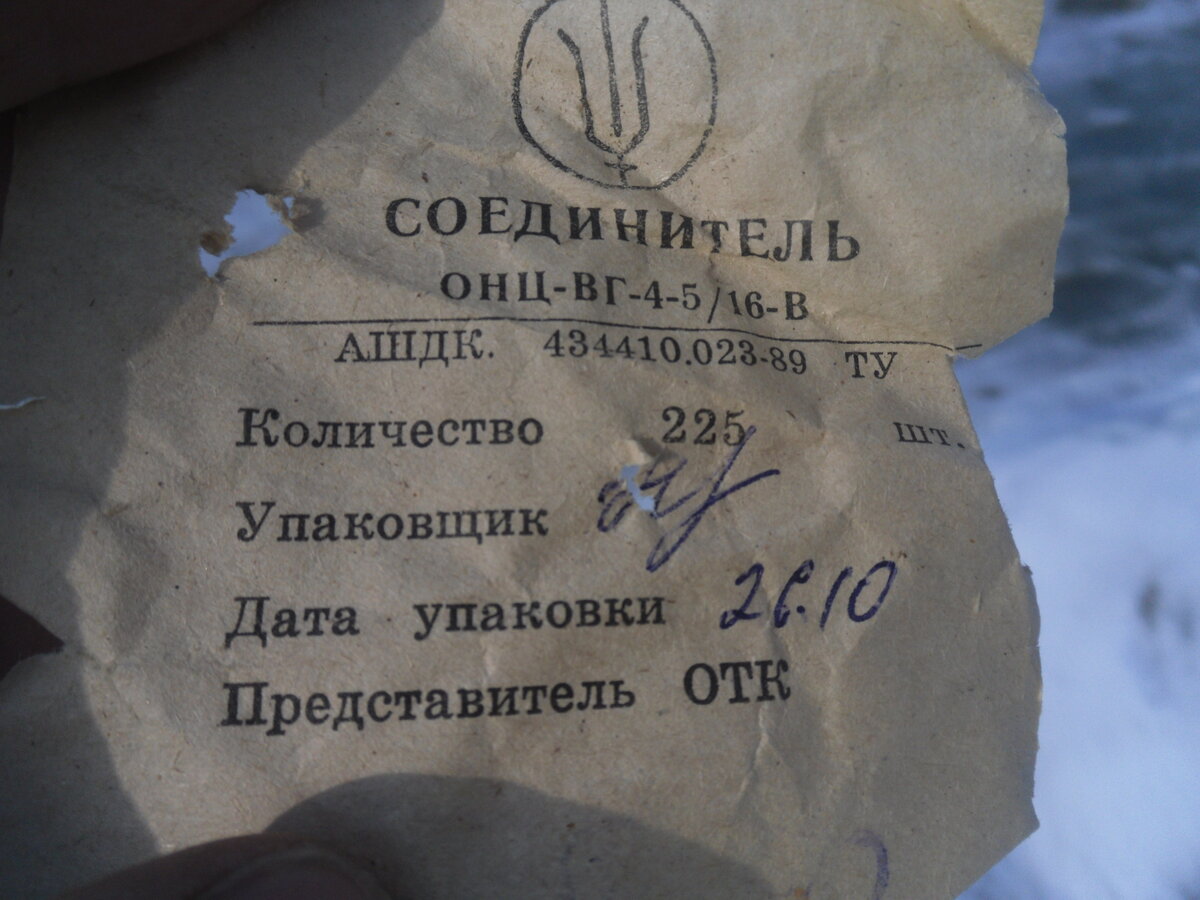 СОЕДИНИТЕЛЬ
ОНЦ-ВГ-4-5/16-В
АШДК. 434410.023-89 ТУ
Количество 225 шт.
Упаковщик
Дата упаковки 26.10
Представитель ОТК